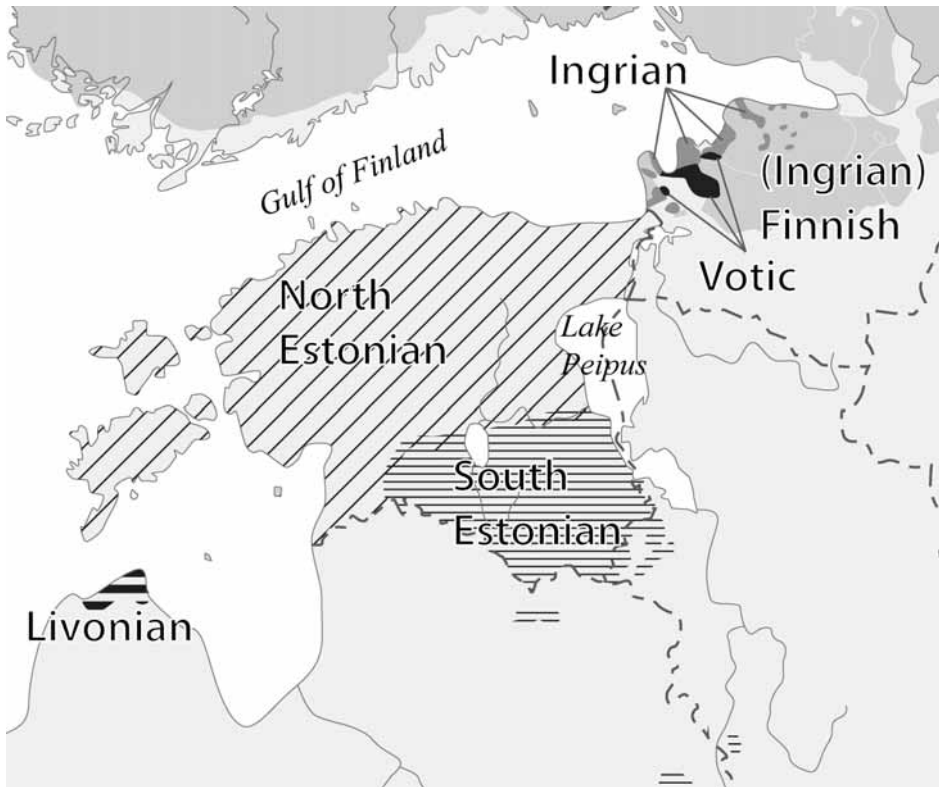 Ingrian
Gulf of Finland
(Ingrian)
Finnish
Votic
North
Estonian
Lake
Peipus
South
Estonian
Livonian